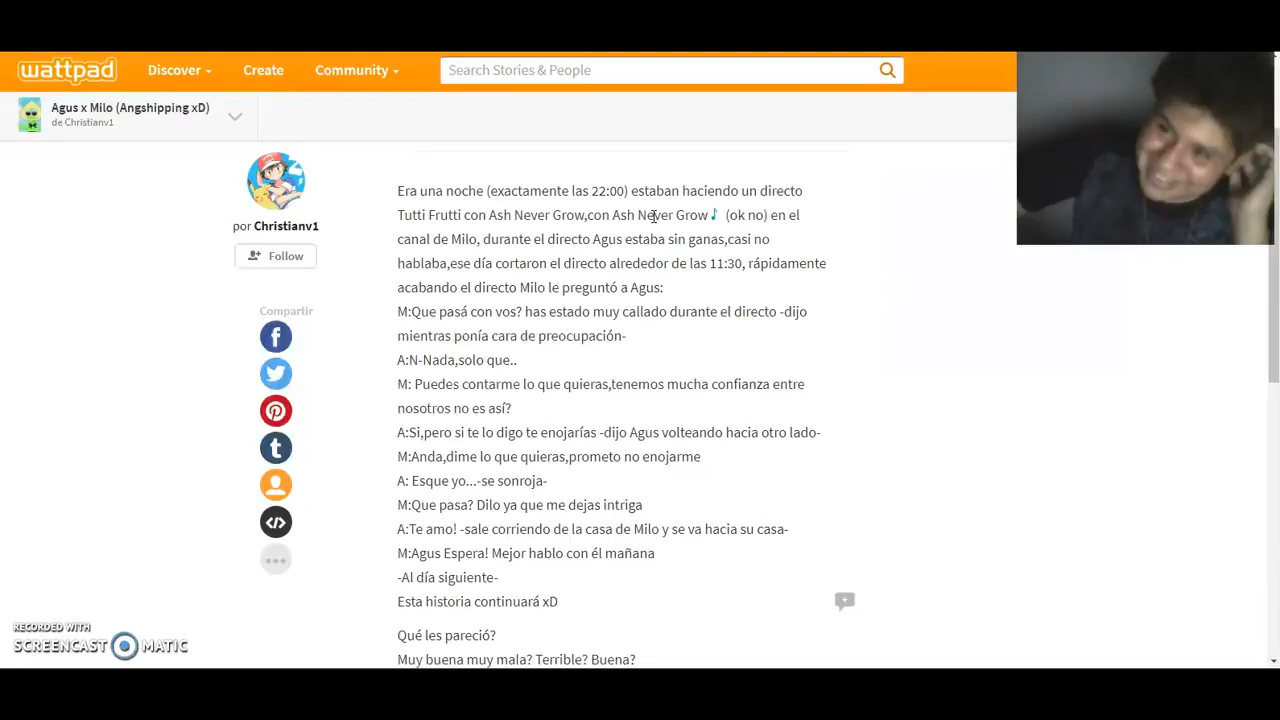 wattpad
Discover
Create
Community
Search Stories & People
Agus x Milo (Angshipping xD)
de Christianv1
por Christianv1
Follow
Compartir
Era una noche (exactamente las 22:00) estaban haciendo un directo
Tutti Frutti con Ash Never Grow,con Ash Never Grow🎵 (ok no) en el
canal de Milo, durante el directo Agus estaba sin ganas,casi no
hablaba,ese día cortaron el directo alrededor de las 11:30, rápidamente
acabando el directo Milo le preguntó a Agus:
M:Que pasá con vos? has estado muy callado durante el directo -dijo
mientras ponía cara de preocupación-
A:N-Nada,solo que..
M: Puedes contarme lo que quieras,tenemos mucha confianza entre
nosotros no es así?
A:Si,pero si te lo digo te enojarías -dijo Agus volteando hacia otro lado-
M:Anda,dime lo que quieras,prometo no enojarme
A: Esque yo...-se sonroja-
M:Que pasa? Dilo ya que me dejas intriga
A:Te amo! -sale corriendo de la casa de Milo y se va hacia su casa-
M:Agus Espera! Mejor hablo con él mañana
-Al día siguiente-
Esta historia continuará xD
Qué les pareció?
Muy buena muy mala? Terrible? Buena?
RECORDED WITH
SCREENCAST MATIC